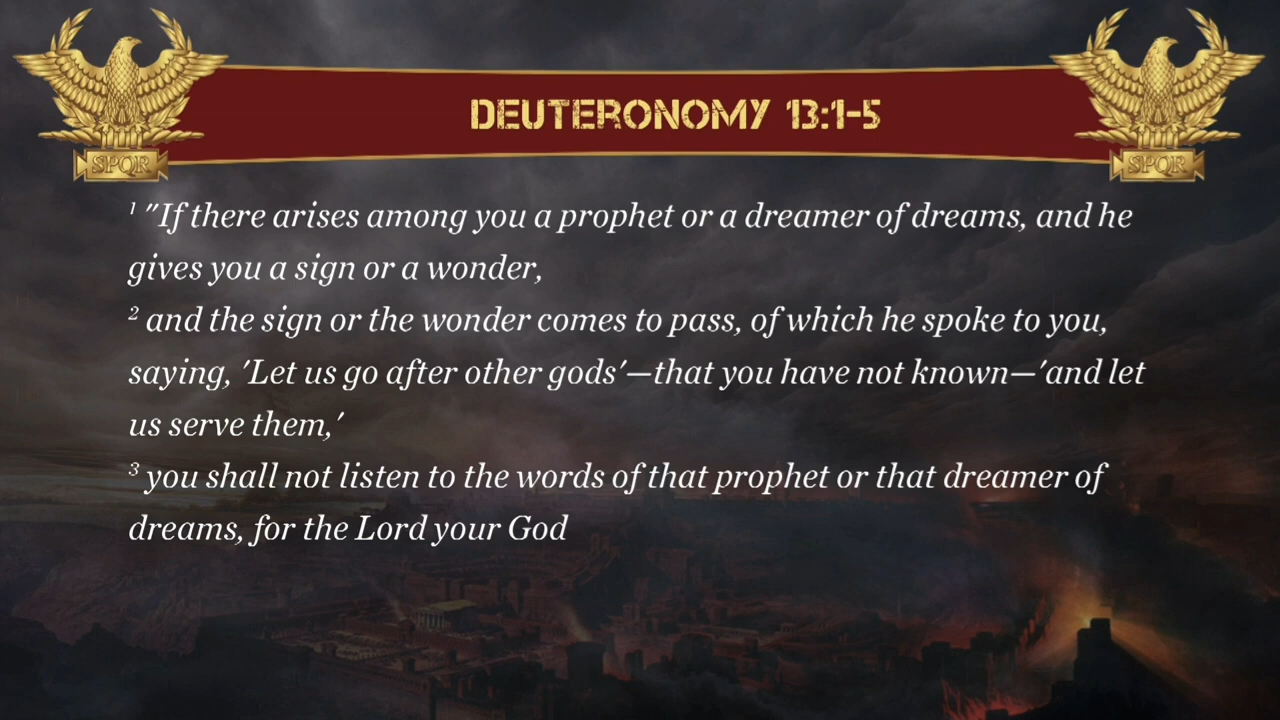 DEUTERONOMY 13:1-5
SPQR
SPQR
¹ "If there arises among you a prophet or a dreamer of dreams, and he
gives you a sign or a wonder,
² and the sign or the wonder comes to pass, of which he spoke to you,
saying, 'Let us go after other gods'—that you have not known—'and let
us serve them,'
³ you shall not listen to the words of that prophet or that dreamer of
dreams, for the Lord your God